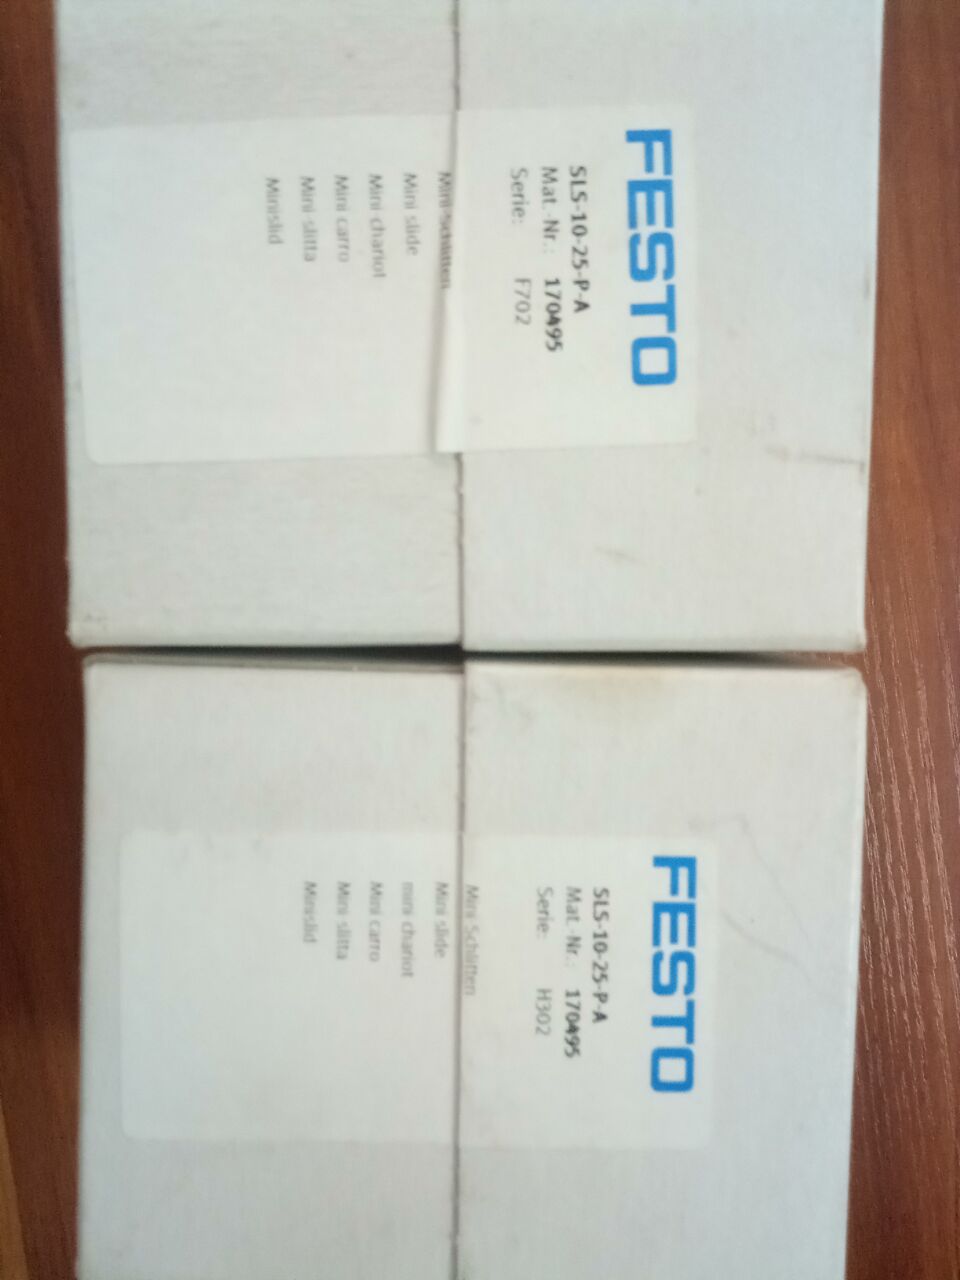 FESTO
SLS-10-25-P-A
Mat.-Nr.: 170495
Serie: F702
Mini-Schlitten
Mini slide
Mini chariot
Mini carro
Mini slitta
Minislid
FESTO
SLS-10-25-P-A
Mat.-Nr.: 170495
Serie: H302
Mini-Schlitten
Mini slide
mini chariot
Mini carro
Mini slitta
Minislid